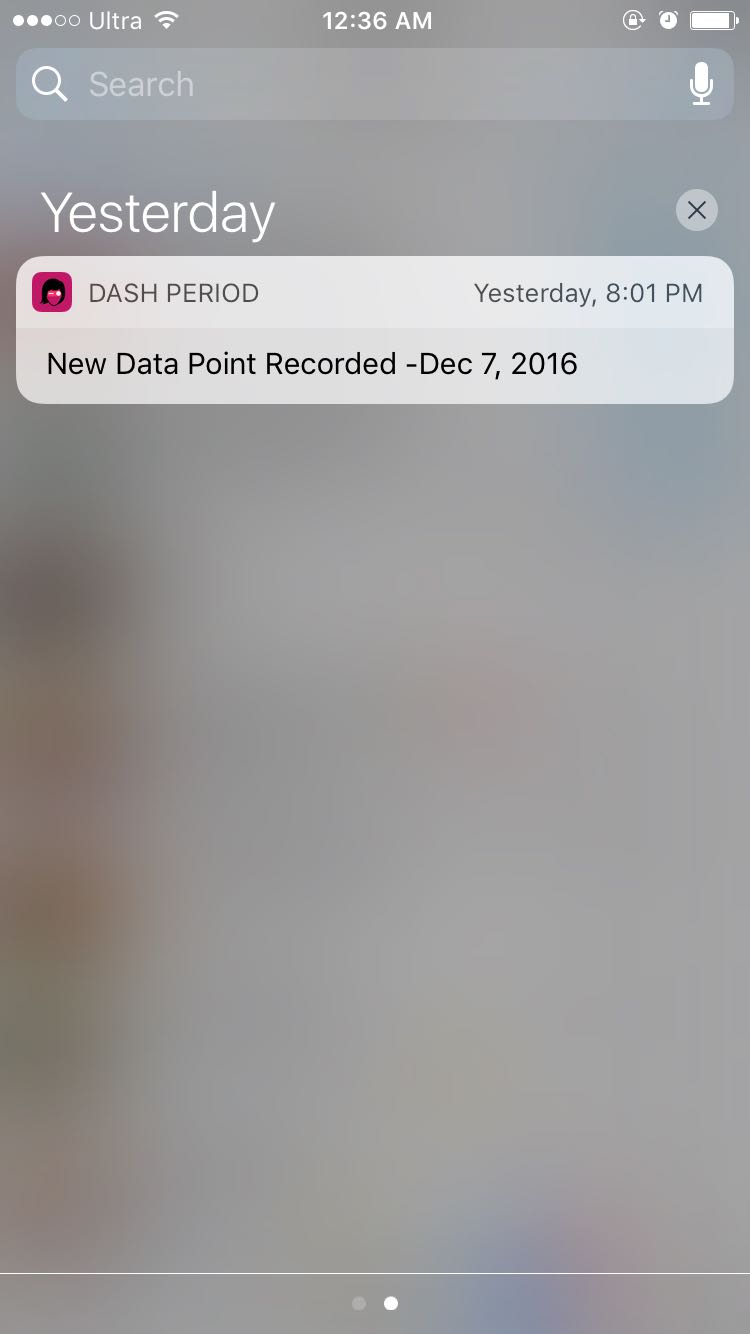 Ultra 12:36 AM
Search
Yesterday
DASH PERIOD Yesterday, 8:01 PM
New Data Point Recorded -Dec 7, 2016